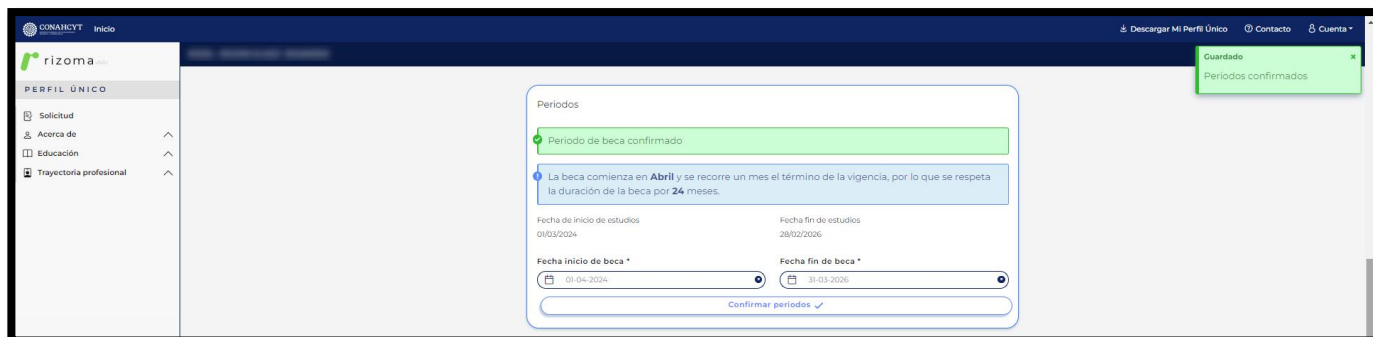 CONAHCYT Inicio
Descargar Mi Perfil Único Contacto Cuenta
rizoma
PERFIL ÚNICO
Solicitud
Acerca de
Educación
Trayectoria profesional
Guardado
Periodos confirmados
Periodos
Periodo de beca confirmado
La beca comienza en Abril y se recorre un mes el término de la vigencia, por lo que se respeta
la duración de la beca por 24 meses.
Fecha de inicio de estudios Fecha fin de estudios
01/03/2024 28/02/2026
Fecha inicio de beca * Fecha fin de beca *
01-04-2024 31-03-2026
Confirmar periodos